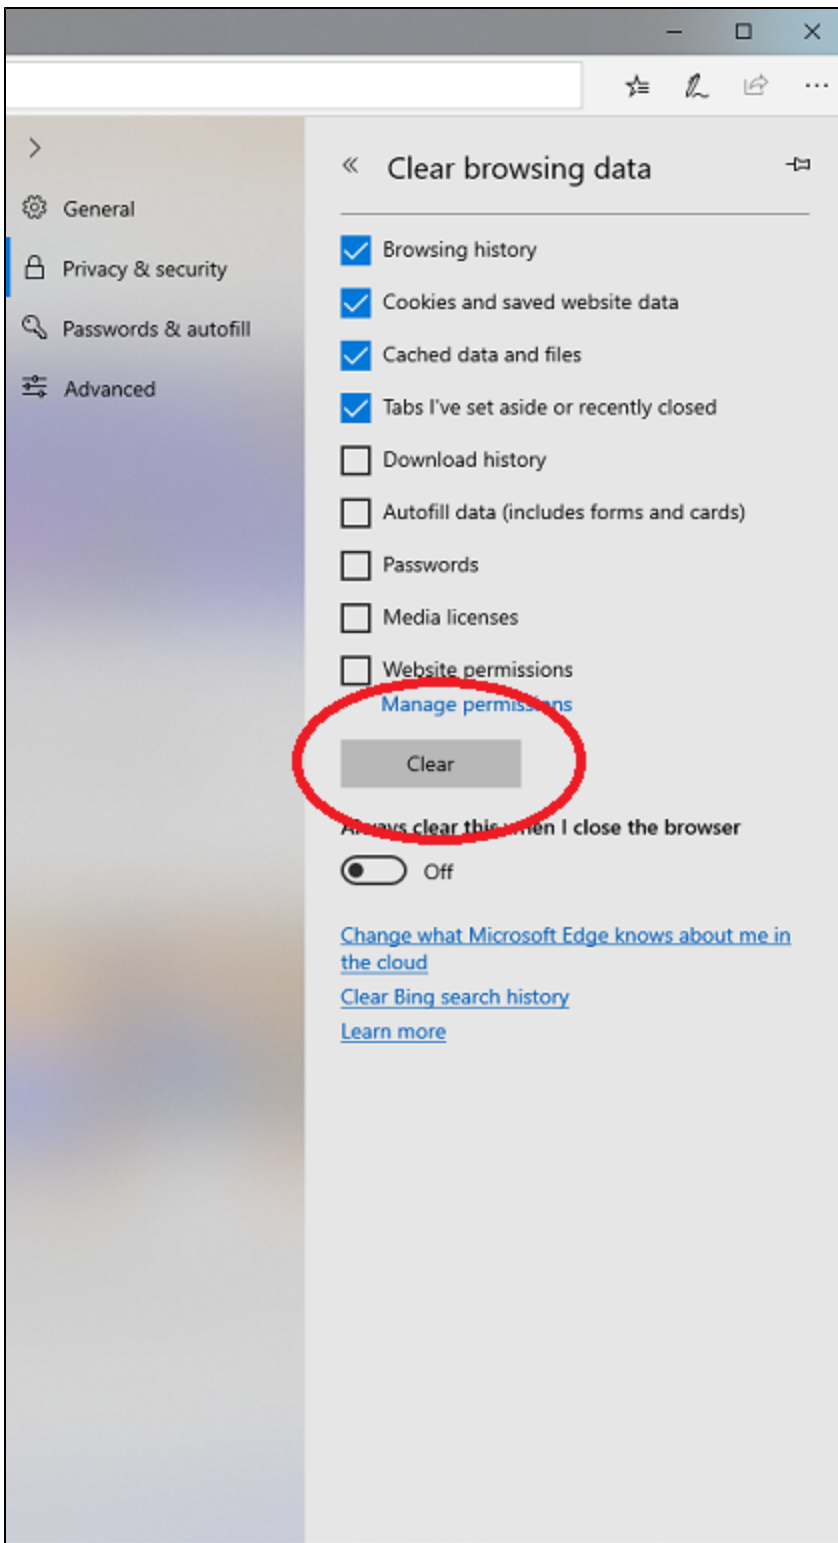 General
Privacy & security
Passwords & autofill
Advanced
Clear browsing data
Browsing history
Cookies and saved website data
Cached data and files
Tabs I've set aside or recently closed
Download history
Autofill data (includes forms and cards)
Passwords
Media licenses
Website permissions
Manage permissions
Clear
Always clear this when I close the browser
Off
Change what Microsoft Edge knows about me in
the cloud
Clear Bing search history
Learn more